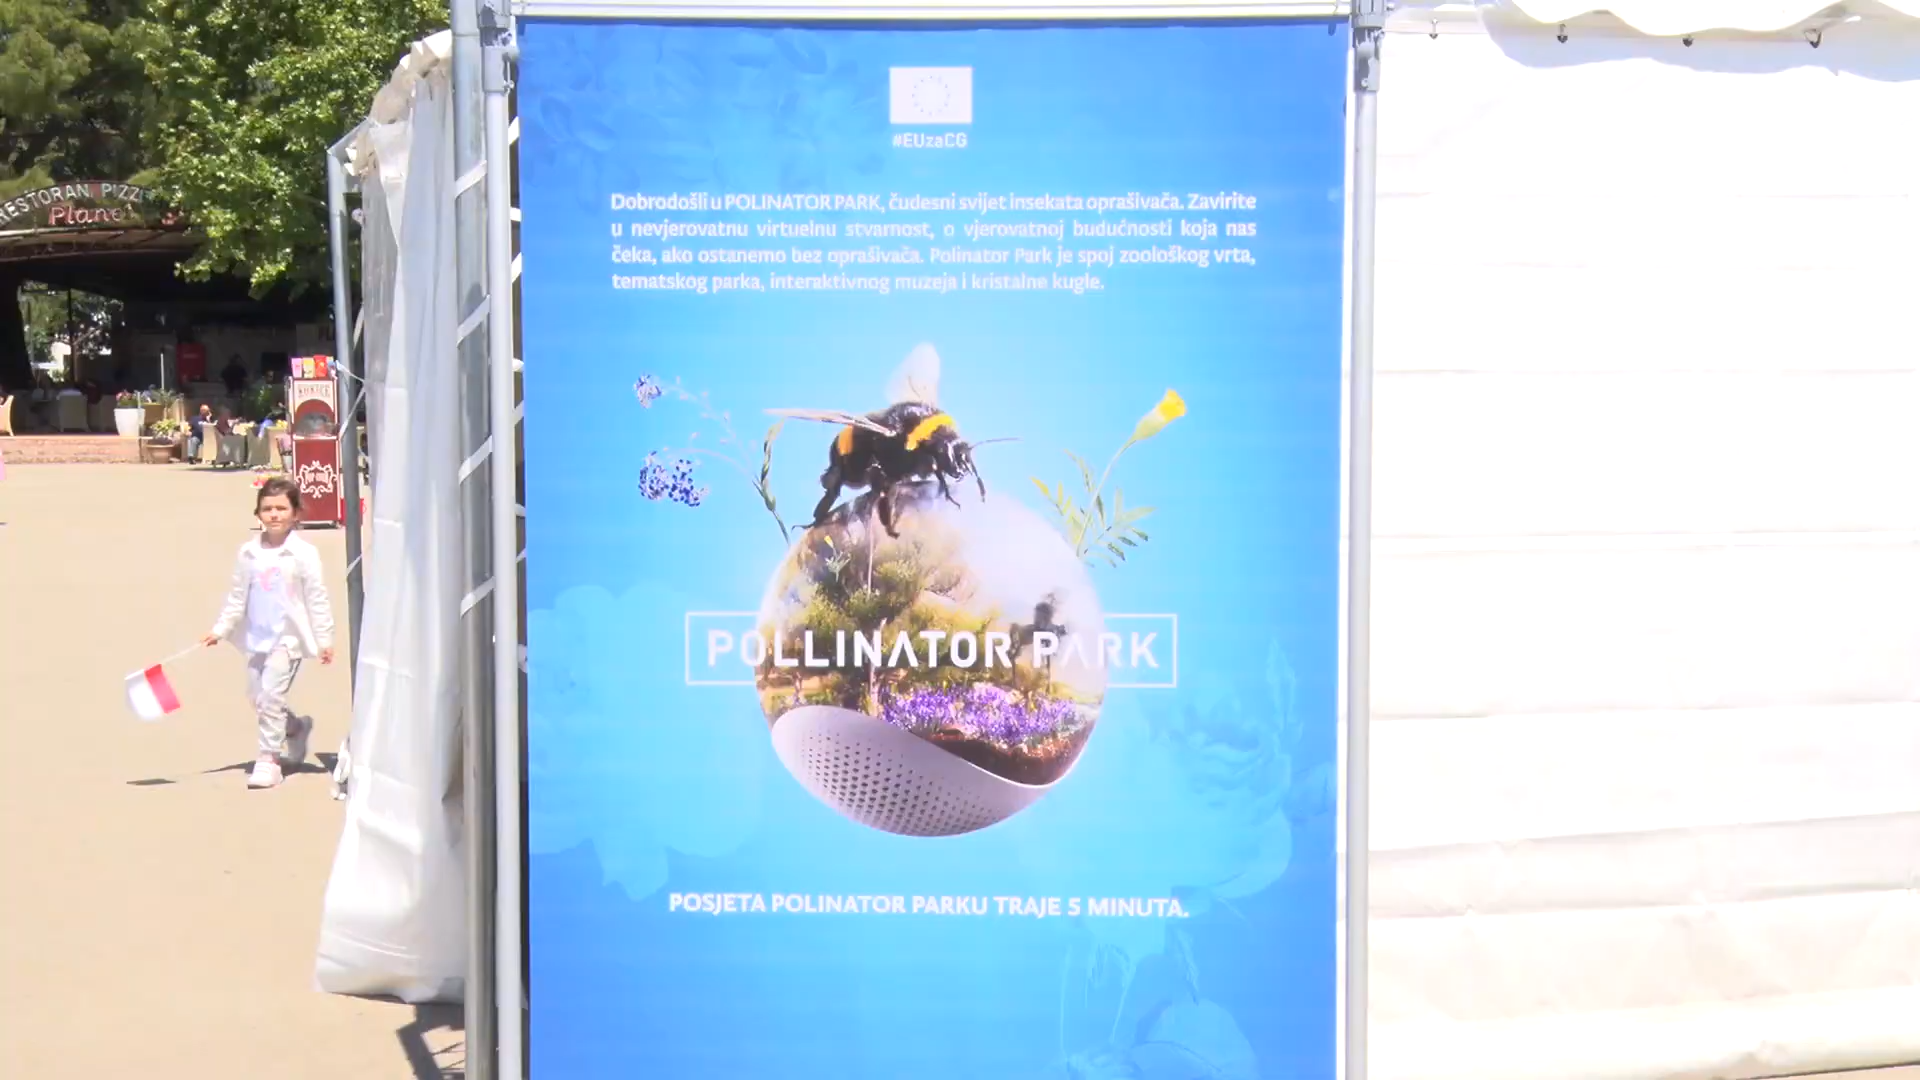 #EUzaCG
Dobrodošli u POLINATOR PARK, čudesni svijet insekata oprašivača. Zavirite
u nevjerovatnu virtuelnu stvarnost, o vjerovatnoj budućnosti koja nas
čeka, ako ostanemo bez oprašivača. Polinator Park je spoj zoološkog vrta,
tematskog parka, interaktivnog muzeja i kristalne kugle.
RESTORAN, PIZZ
Plane
KOKICE
POLLINATOR PARK
POSJETA POLINATOR PARKU TRAJE 5 MINUTA.